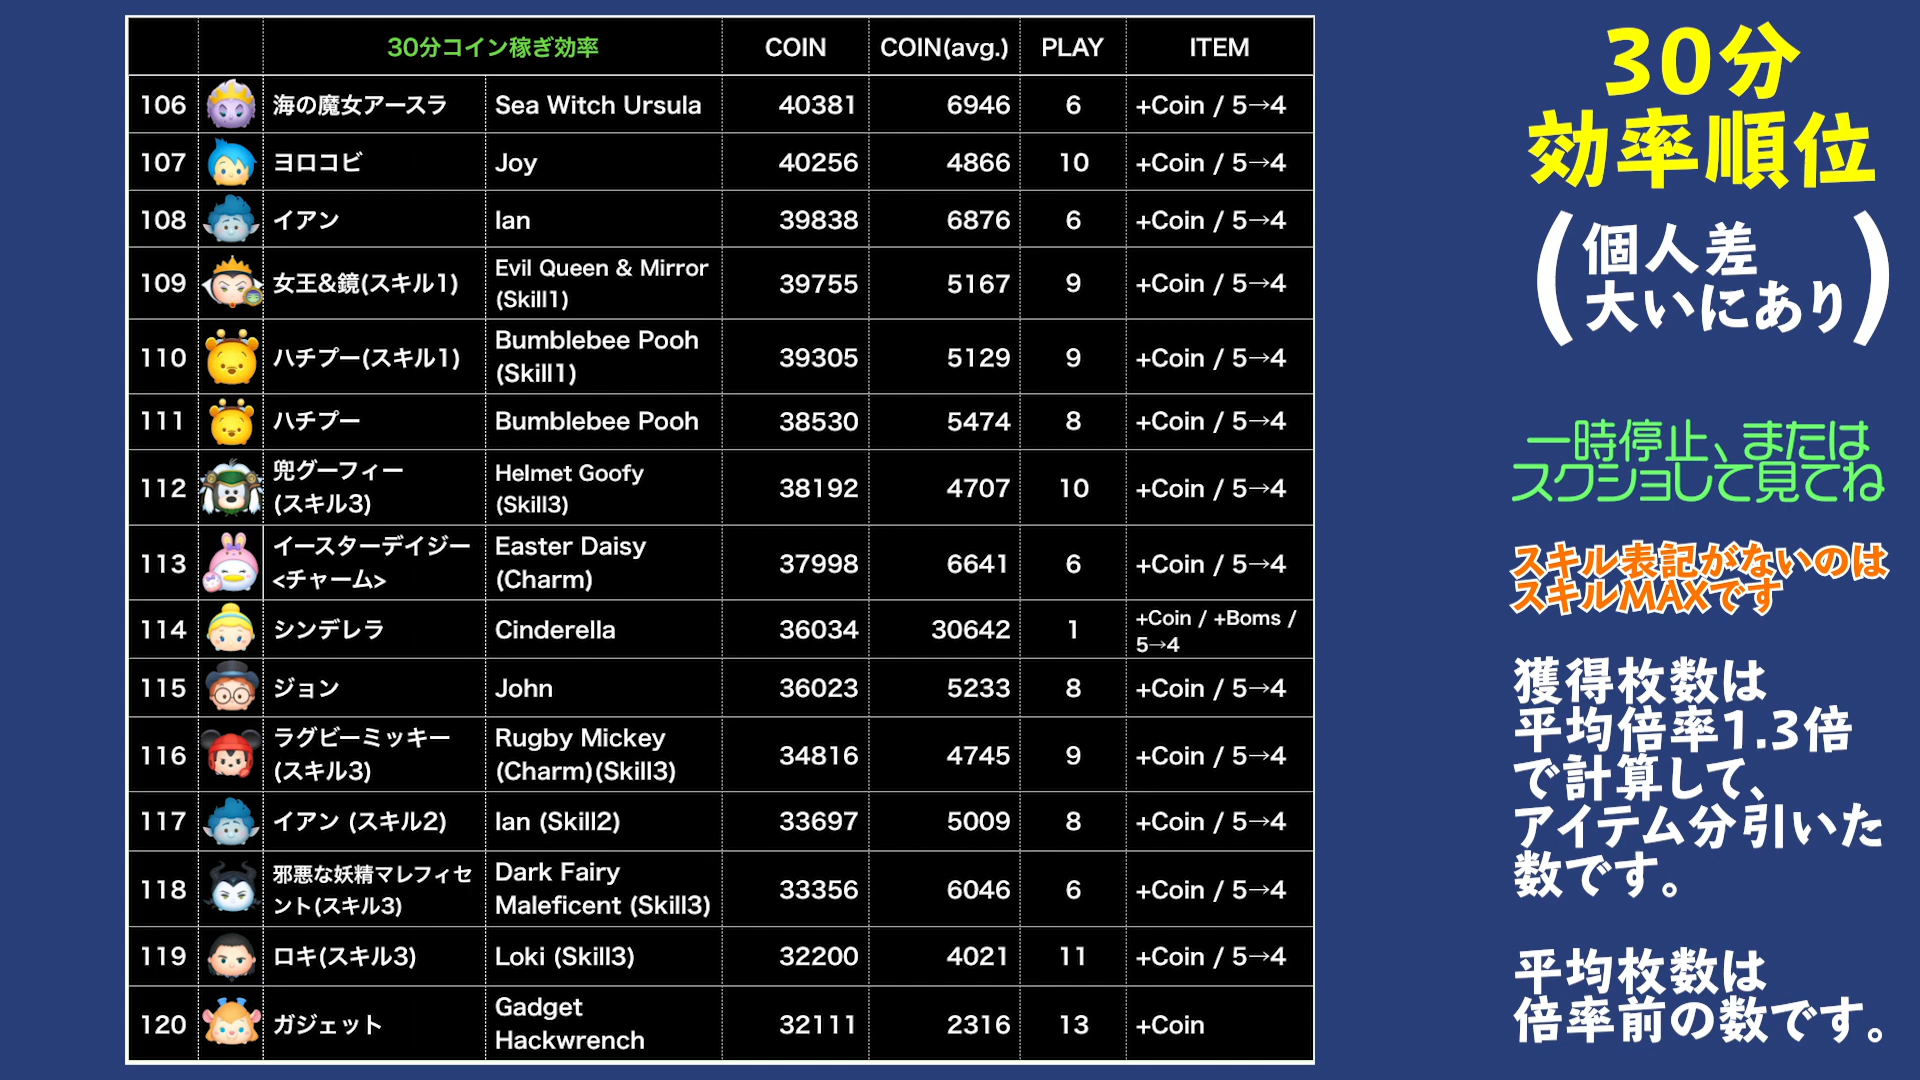 30分コイン稼ぎ効率 COIN COIN(avg.) PLAY ITEM
106 海の魔女アースラ Sea Witch Ursula 40381 6946 6 +Coin / 5→4
107 ヨロコビ Joy 40256 4866 10 +Coin / 5→4
108 イアン Ian 39838 6876 6 +Coin / 5→4
109 女王&鏡(スキル1) Evil Queen & Mirror
(Skill1) 39755 5167 9 +Coin / 5→4
110 ハチプー(スキル1) Bumblebee Pooh
(Skill1) 39305 5129 9 +Coin / 5→4
111 ハチプー Bumblebee Pooh 38530 5474 8 +Coin / 5→4
112 兜グーフィー
(スキル3) Helmet Goofy
(Skill3) 38192 4707 10 +Coin / 5→4
113 イースターデイジー
<チャーム> Easter Daisy
(Charm) 37998 6641 6 +Coin / 5→4
114 シンデレラ Cinderella 36034 30642 1 +Coin / +Boms /
5→4
115 ジョン John 36023 5233 8 +Coin / 5→4
116 ラグビーミッキー
(スキル3) Rugby Mickey
(Charm)(Skill3) 34816 4745 9 +Coin / 5→4
117 イアン (スキル2) Ian (Skill2) 33697 5009 8 +Coin / 5→4
118 邪悪な妖精マレフィセ
ント(スキル3) Dark Fairy
Maleficent (Skill3) 33356 6046 6 +Coin / 5→4
119 ロキ(スキル3) Loki (Skill3) 32200 4021 11 +Coin / 5→4
120 ガジェット Gadget
Hackwrench 32111 2316 13 +Coin
30分
効率順位
(個人差
大いにあり)
一時停止、または
スクショして見てね
スキル表記がないのは
スキルMAXです
獲得枚数は
平均倍率1.3倍
で計算して、
アイテム分引いた
数です。
平均枚数は
倍率前の数です。